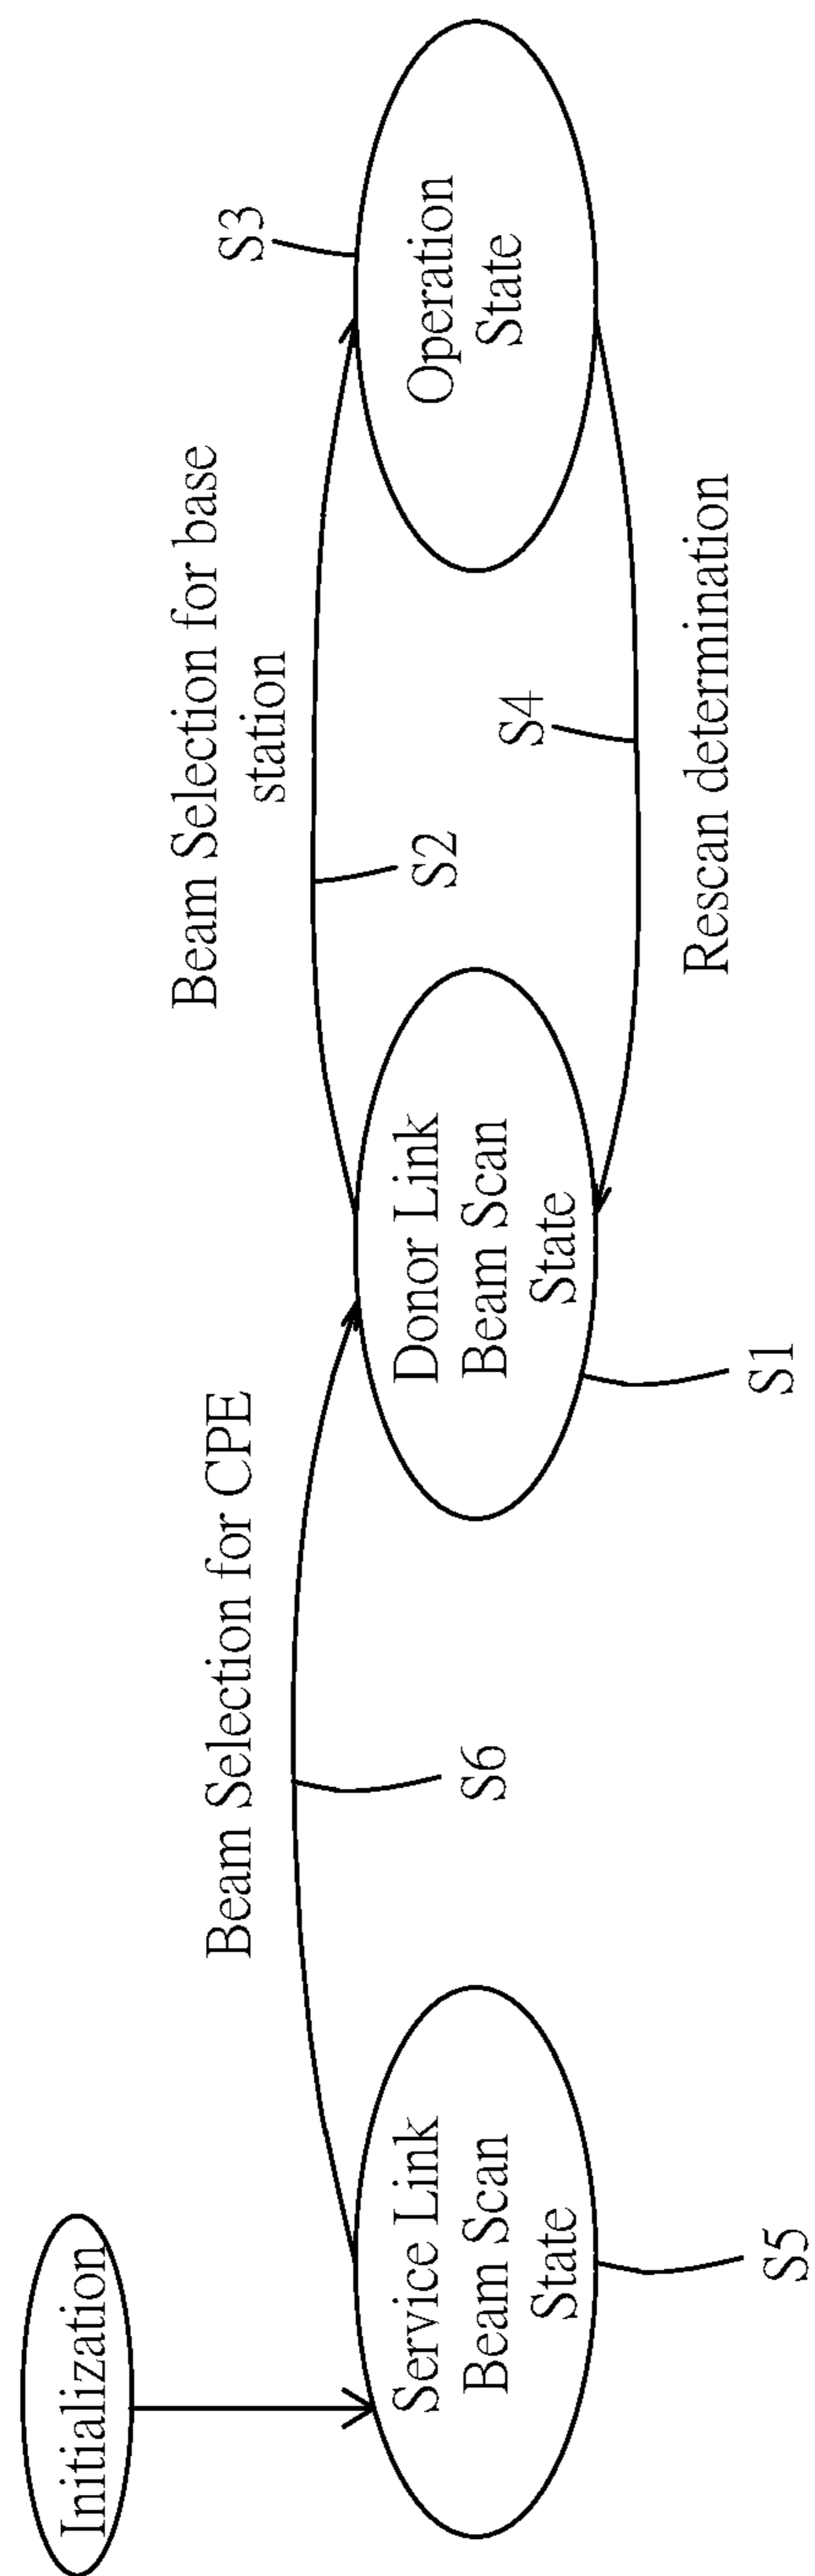 Initialization
Service Link
Beam Scan
State
S5
Beam Selection for CPE
S6
Donor Link
Beam Scan
State
S1
Beam Selection for base
station
S2
S4
Rescan determination
Operation
State
S3